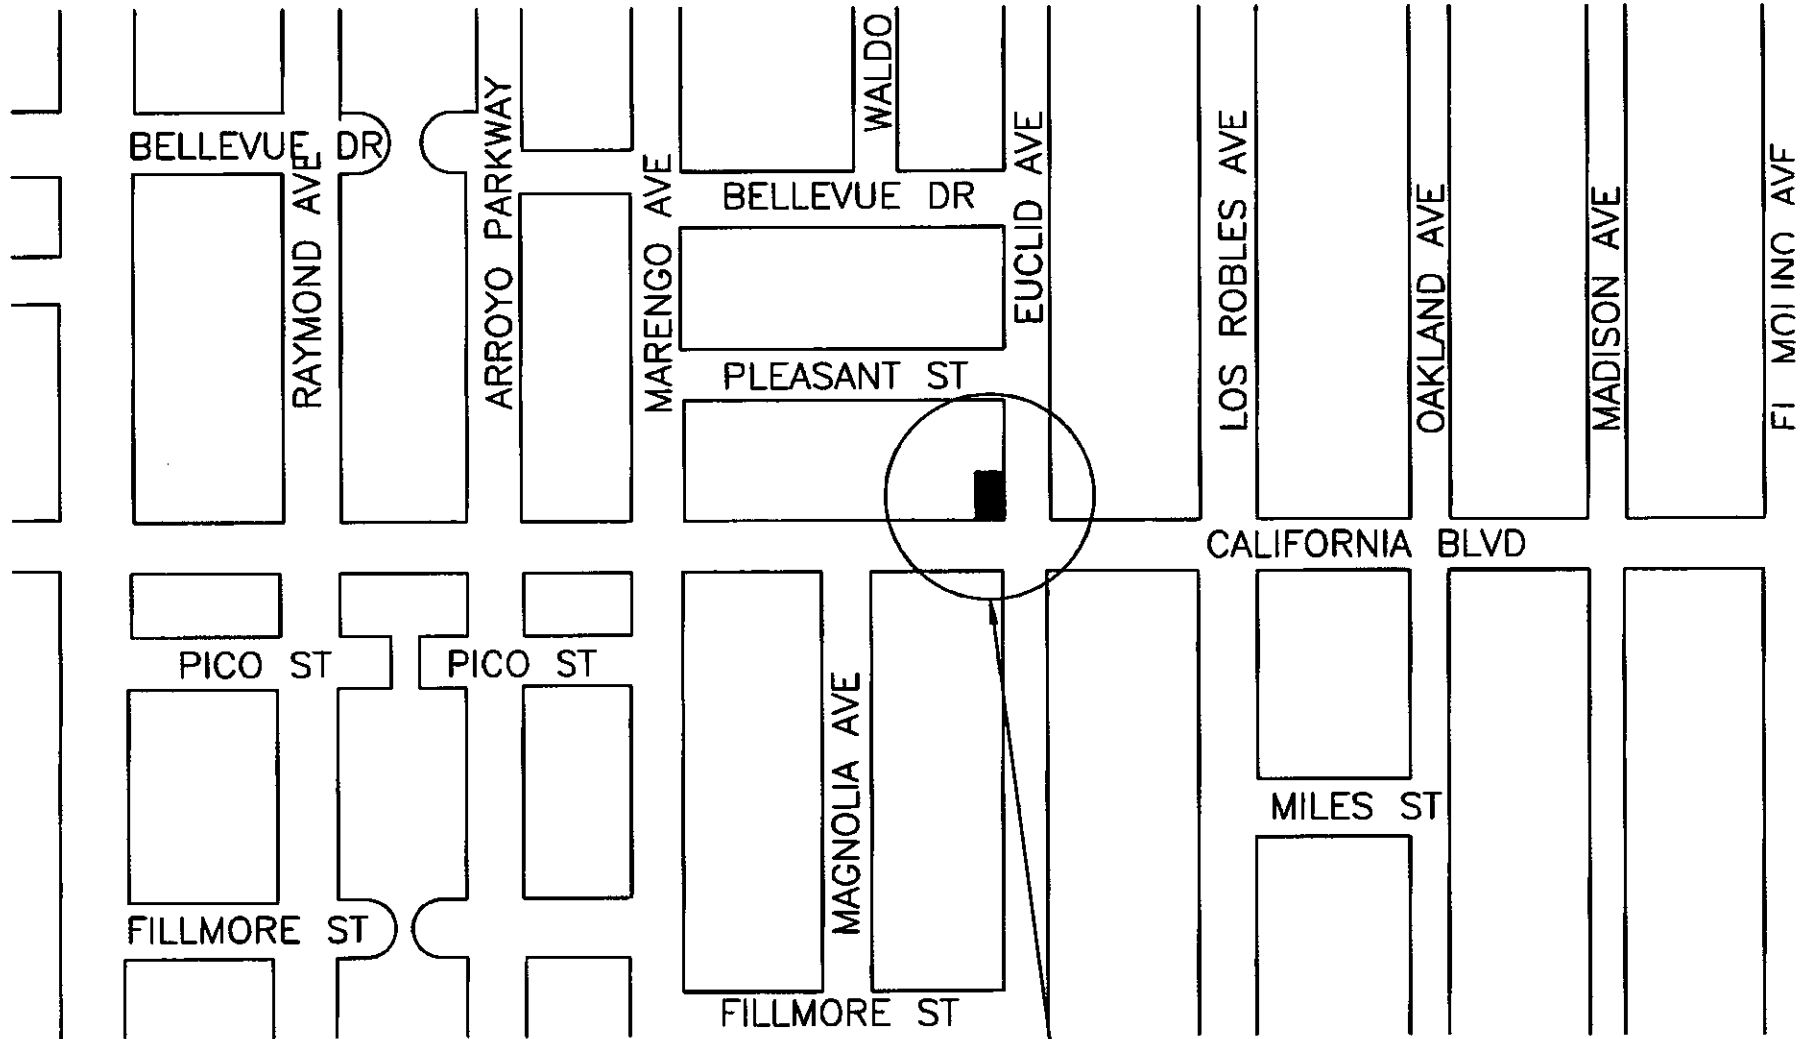 WALDO
BELLEVUE DR
RAYMOND AVE
ARROYO PARKWAY
MARENGO AVE
BELLEVUE DR
EUCLID AVE
LOS ROBLES AVE
OAKLAND AVE
MADISON AVE
EL MOLINO AVE
PLEASANT ST
CALIFORNIA BLVD
PICO ST
PICO ST
MAGNOLIA AVE
MILES ST
FILLMORE ST
FILLMORE ST